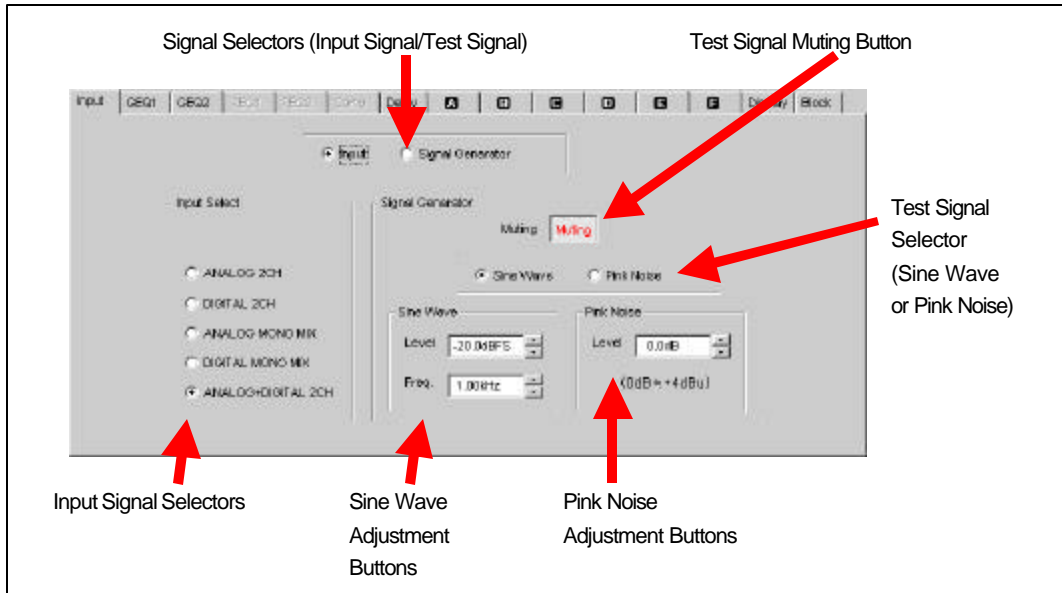 Signal Selectors (Input Signal/Test Signal)
Test Signal Muting Button
Input GEQ1 GEQ2 Delay A B C D E F Display Block
Input Signal Generator
Input Select
Signal Generator
Muting Muting
Test Signal
Selector
(Sine Wave
or Pink Noise)
ANALOG 2CH
Sine Wave Pink Noise
DIGITAL 2CH
ANALOG MONO MIX
DIGITAL MONO MIX
ANALOG+DIGITAL 2CH
Sine Wave
Level -20.0dBFS
Freq. 1.00kHz
Pink Noise
Level 0.0dB
(0dB=+4dBu)
Input Signal Selectors
Sine Wave
Adjustment
Buttons
Pink Noise
Adjustment Buttons